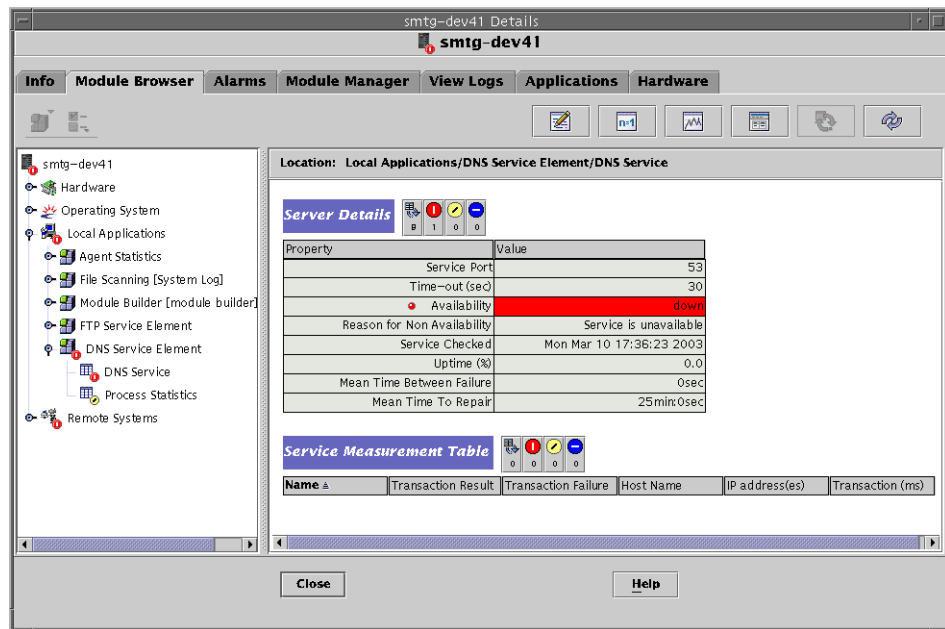 smtg-dev41 Details
smtg-dev41
Info Module Browser Alarms Module Manager View Logs Applications Hardware
n=1
smtg-dev41
Hardware
Operating System
Local Applications
Agent Statistics
File Scanning [System Log]
Module Builder [module builder]
FTP Service Element
DNS Service Element
DNS Service
Process Statistics
Remote Systems
Location: Local Applications/DNS Service Element/DNS Service
Server Details
1 0 0
Property Value
Service Port 53
Time-out (sec) 30
Availability down
Reason for Non Availability Service is unavailable
Service Checked Mon Mar 10 17:36:23 2003
Uptime (%) 0.0
Mean Time Between Failure 0sec
Mean Time To Repair 25min:0sec
Service Measurement Table
0 0 0 0
Name Transaction Result Transaction Failure Host Name IP address(es) Transaction (ms)
Close Help